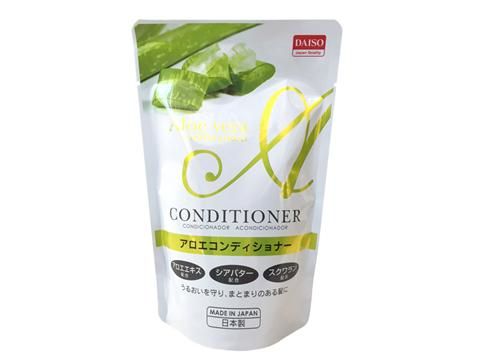 DAISO
Japan Quality
Aloe vera
CONDITIONER
CONDICIONADOR ACONDICIONADOR
アロエコンディショナー
アロエエキス
配合
シアバター
配合
スクワラン
配合
うるおいを守り、まとまりのある髪に
MADE IN JAPAN
日本製